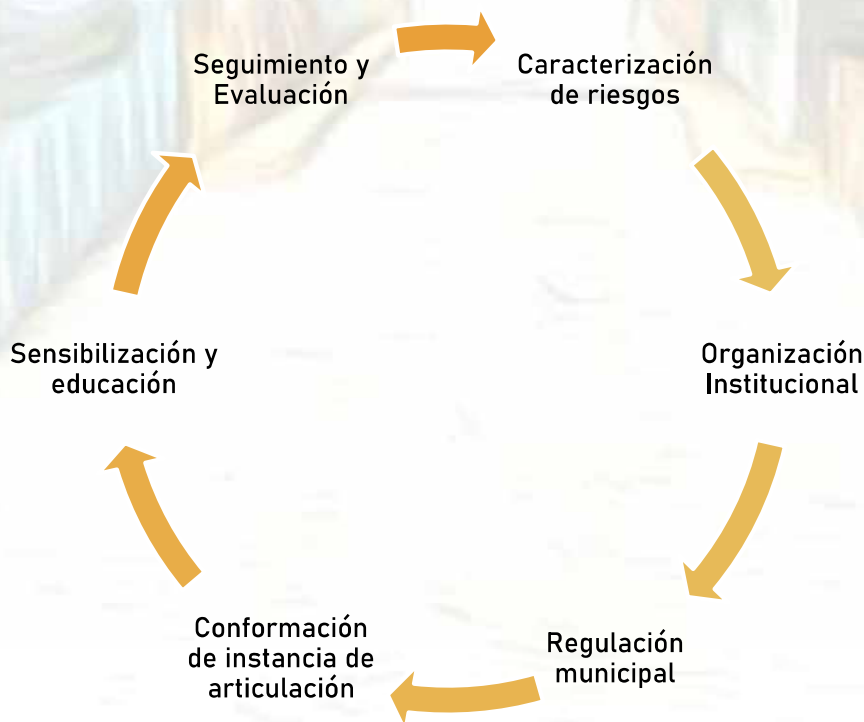 Seguimiento y
Evaluación
Caracterización
de riesgos
Organización
Institucional
Regulación
municipal
Conformación
de instancia de
articulación
Sensibilización y
educación